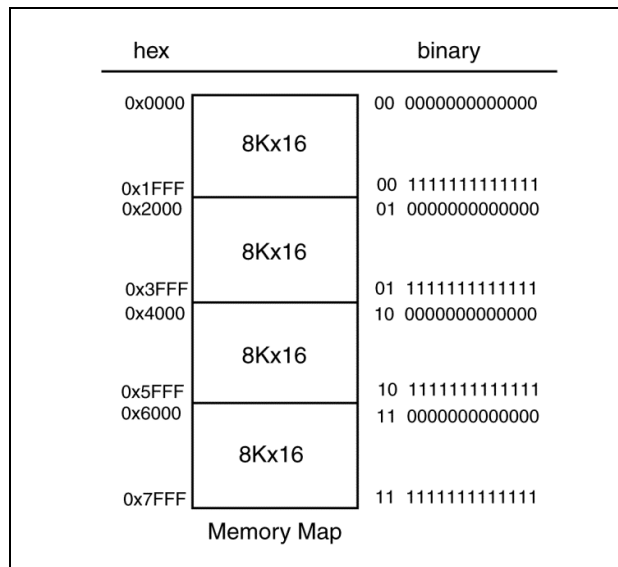 hex binary
0x0000 00 0000000000000
8Kx16
0x1FFF 00 1111111111111
0x2000 01 0000000000000
8Kx16
0x3FFF 01 1111111111111
0x4000 10 0000000000000
8Kx16
0x5FFF 10 1111111111111
0x6000 11 0000000000000
8Kx16
0x7FFF 11 1111111111111
Memory Map